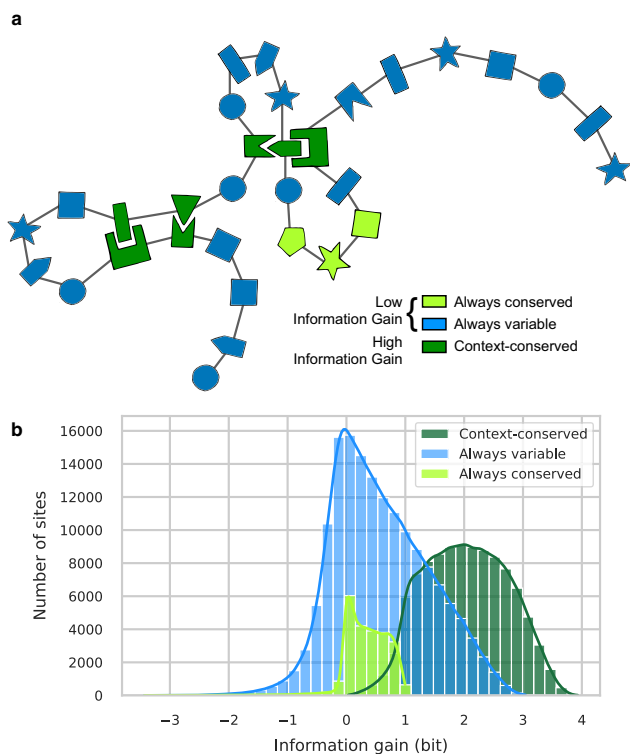 a
Low
Information Gain
{
Always conserved
Always variable
High
Information Gain
Context-conserved
b
16000
14000
12000
10000
8000
6000
4000
2000
0
Number of sites
Context-conserved
Always variable
Always conserved
−3 −2 −1 0 1 2 3 4
Information gain (bit)